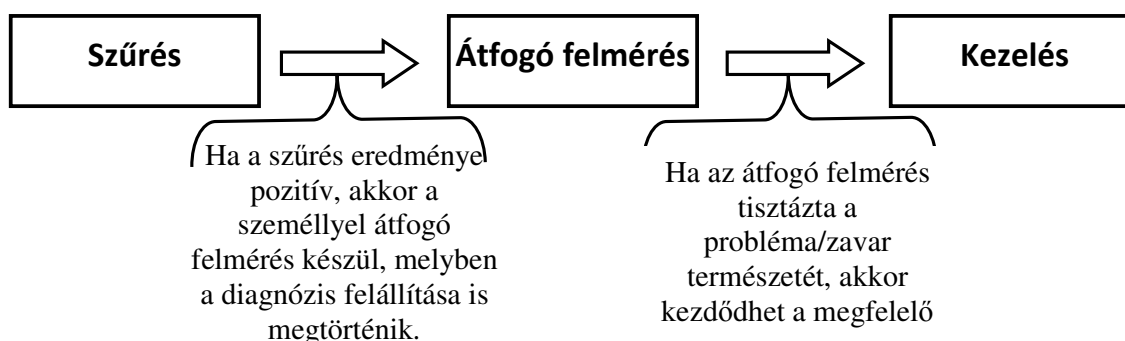 Szűrés
Átfogó felmérés
Kezelés
Ha a szűrés eredménye
pozitív, akkor a
személlyel átfogó
felmérés készül, melyben
a diagnózis felállítása is
megtörténik.
Ha az átfogó felmérés
tisztázta a
probléma/zavar
természetét, akkor
kezdődhet a megfelelő